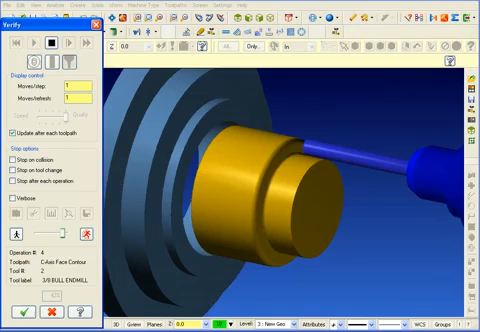 File Edit View Analyze Create Xform Machine Type Toolpaths Screen Settings Help
Verify
Z 0.0
All...
Only...
In
Display control
Moves/step: 1
Moves/refresh: 1
Speed Quality
Update after each toolpath
Stop options
Stop on collision
Stop on tool change
Stop after each operation
Verbose
Operation #: 4
Toolpath: C-Axis Face Contour
Tool #: 2
Tool label: 3/8 BULL ENDMILL
3D Gview Planes Z: 0.0 10 Level: 3 : New Geo Attributes WCS Groups